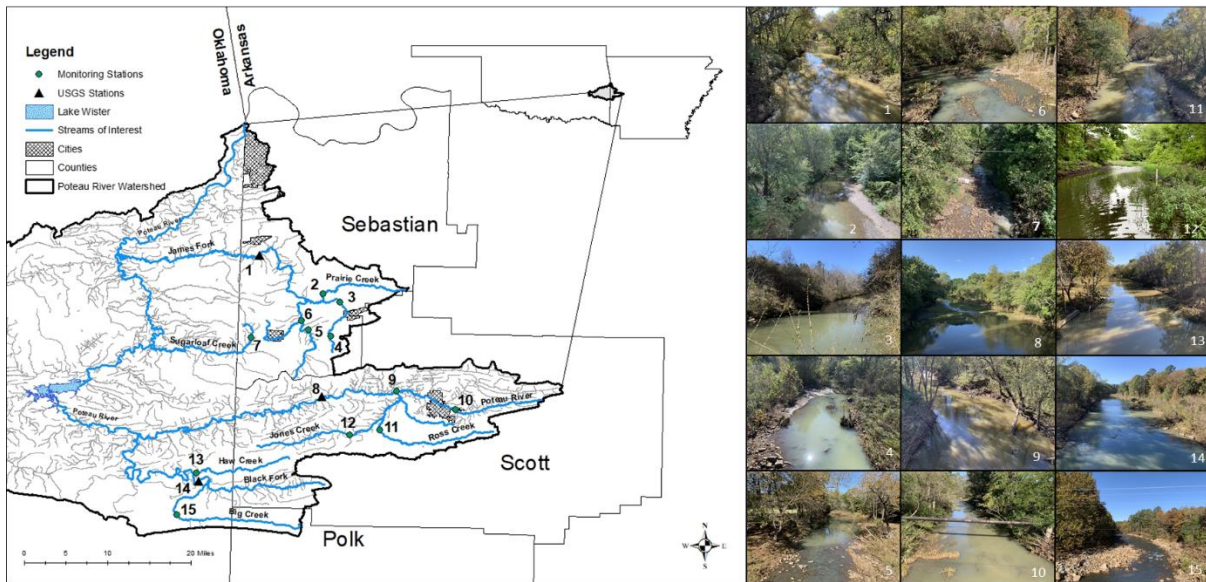 Legend
Monitoring Stations
USGS Stations
Lake Wister
Streams of Interest
Cities
Counties
Poteau River Watershed
Oklahoma
Arkansas
Sebastian
Scott
Polk
Poteau River
James Fork
Prairie Creek
Sugarloaf Creek
Poteau River
Poteau River
Jones Creek
Ross Creek
Haw Creek
Black Fork
Big Creek
1
2
3
4
5
6
7
8
9
10
11
12
13
14
15
0 5 10 20 Miles
N
W E
S
1
6
11
2
7
12
3
8
13
4
9
14
5
10
15